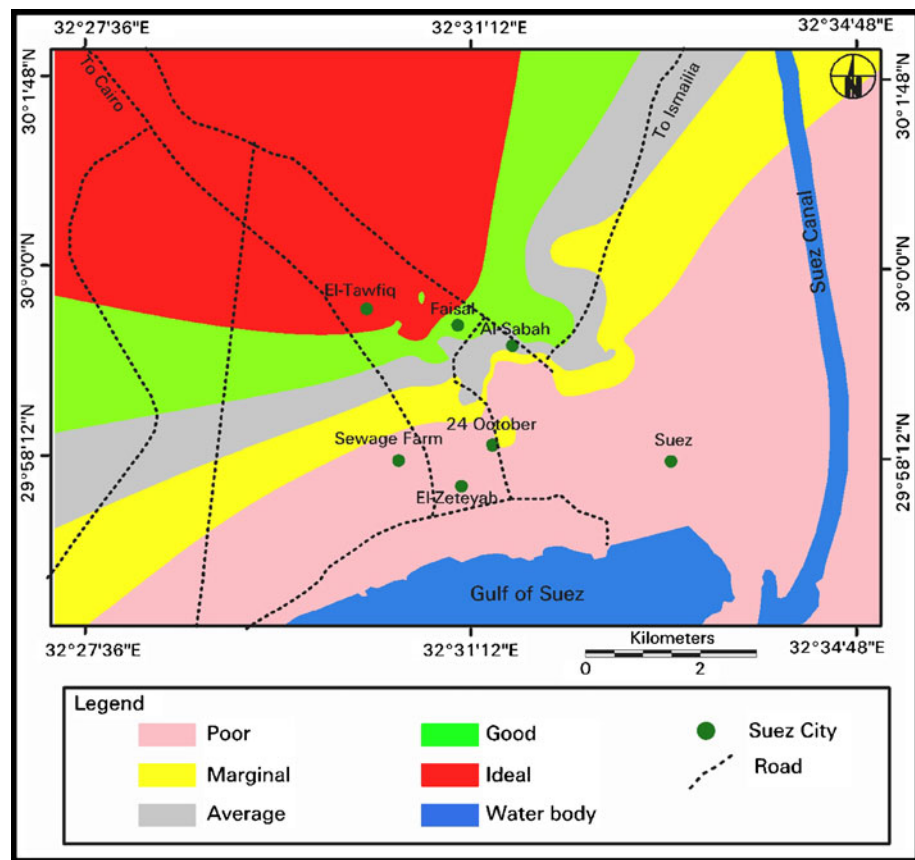 32°27'36"E
32°31'12"E
32°34'48"E
30°1'48"N
30°1'48"N
N
To Cairo
To Ismailia
Suez Canal
30°0'0"N
30°0'0"N
El-Tawfiq
Faisal
Al-Sabah
24 October
29°58'12"N
29°58'12"N
Sewage Farm
Suez
El-Zeteyah
Gulf of Suez
32°27'36"E
32°31'12"E
Kilometers
32°34'48"E
0
2
Legend
Poor
Good
Suez City
Marginal
Ideal
Road
Average
Water body